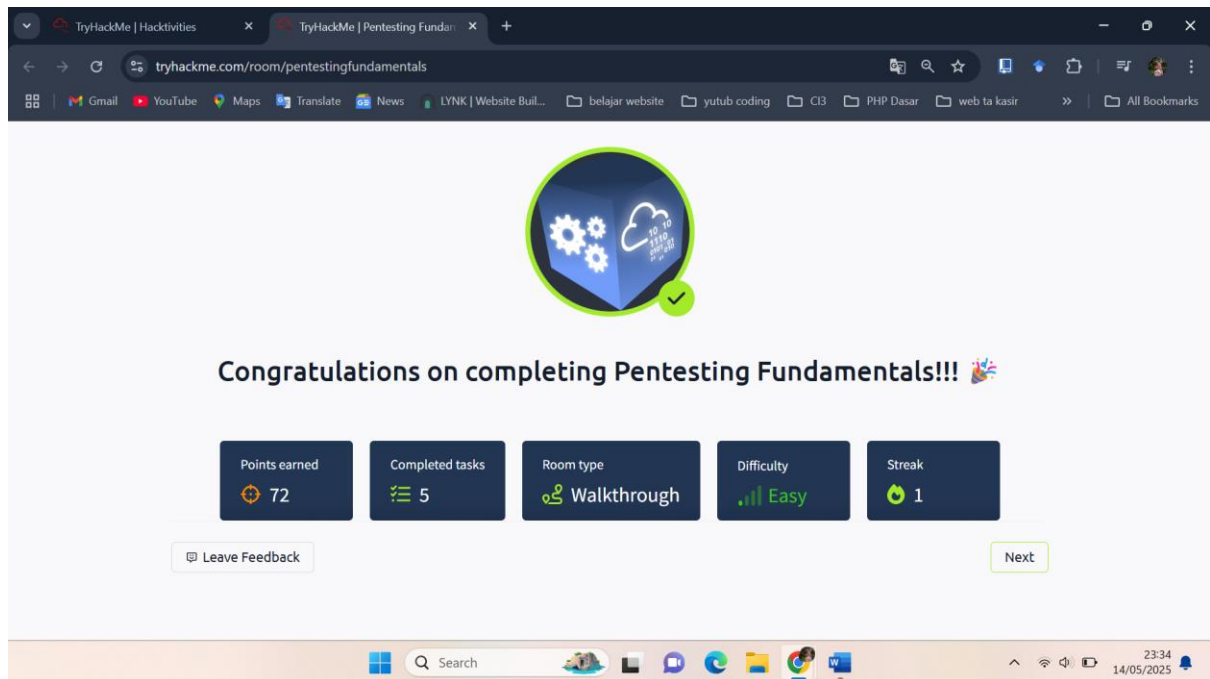 TryHackMe | Hacktivities
TryHackMe | Pentesting Fundan
tryhackme.com/room/pentestingfundamentals
Gmail YouTube Maps Translate News LYNK | Website Buil... belajar website yutub coding CI3 PHP Dasar web ta kasir » All Bookmarks
Congratulations on completing Pentesting Fundamentals!!! 🎉
Points earned Completed tasks Room type Difficulty Streak
72 5 Walkthrough Easy 1
Leave Feedback Next
Search 23:34
14/05/2025